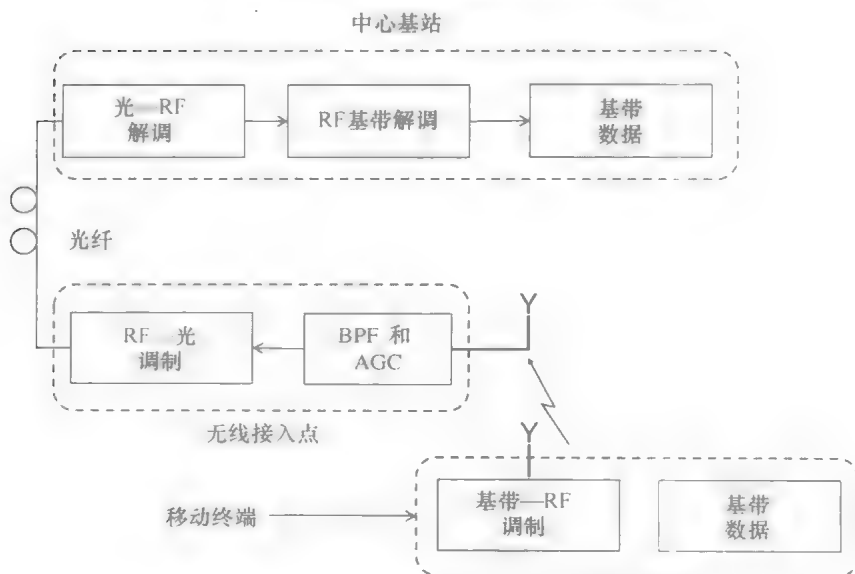 中心基站
光—RF
解调
RF基带解调
基带
数据
光纤
RF—光
调制
BPF 和
AGC
无线接入点
移动终端
基带—RF
调制
基带
数据